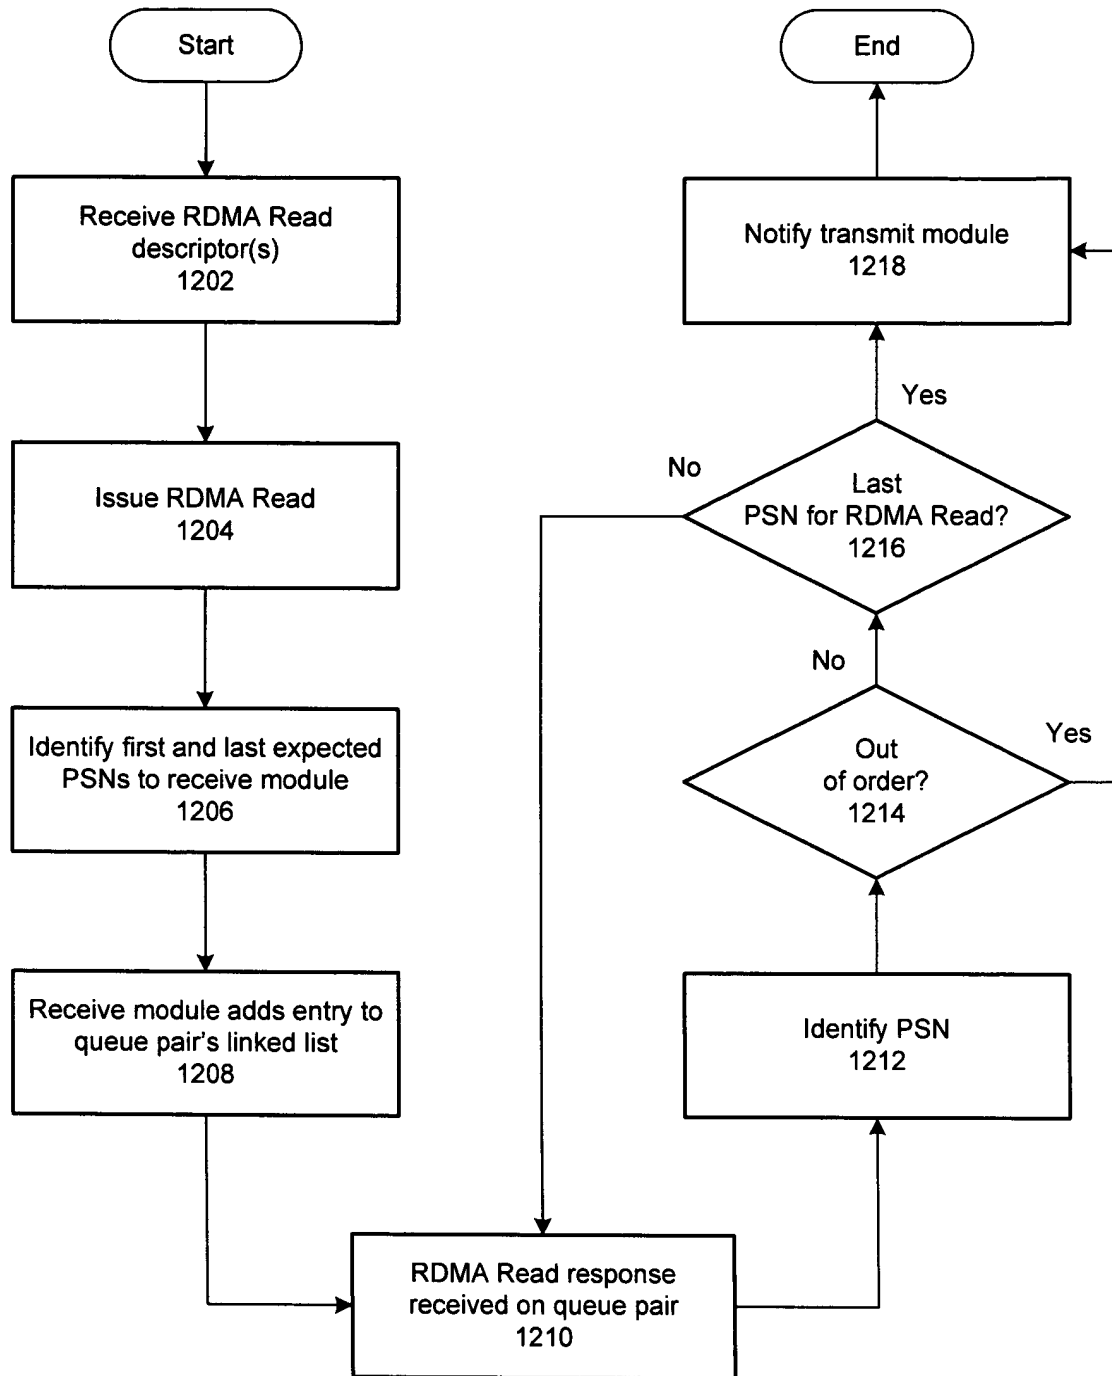 Start
Receive RDMA Read
descriptor(s)
1202
Issue RDMA Read
1204
Identify first and last expected
PSNs to receive module
1206
Receive module adds entry to
queue pair's linked list
1208
RDMA Read response
received on queue pair
1210
Identify PSN
1212
Out
of order?
1214
Yes
No
Last
PSN for RDMA Read?
1216
No
Yes
Notify transmit module
1218
End